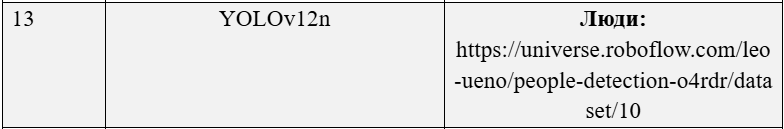 13 YOLOv12n Люди:
https://universe.roboflow.com/leo
-ueno/people-detection-o4rdr/data
set/10